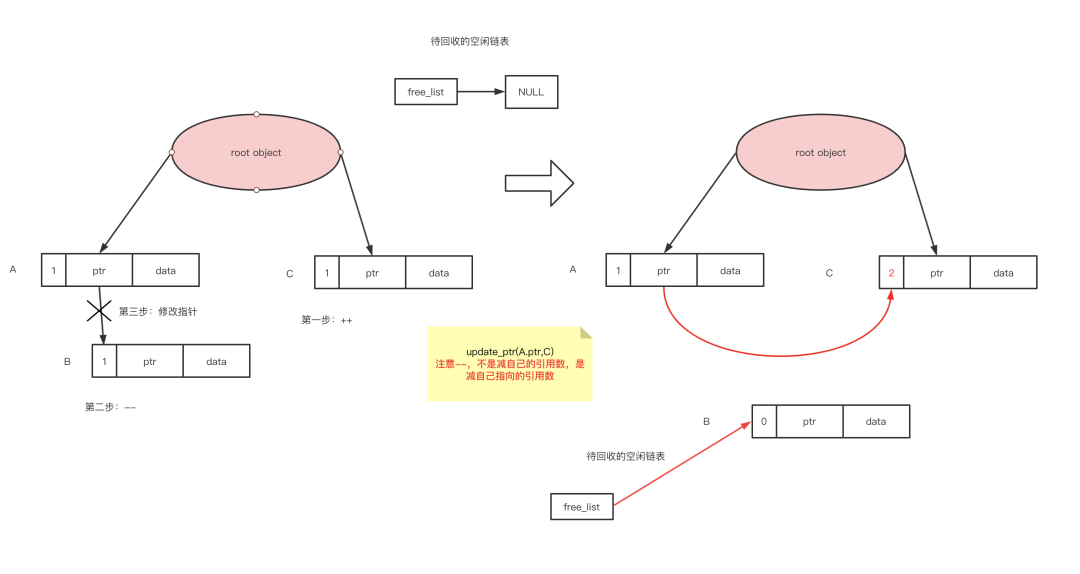 待回收的空闲链表
free_list
NULL
root object
root object
A
1
ptr
data
C
1
ptr
data
A
1
ptr
data
C
2
ptr
data
第三步：修改指针
第一步：++
B
1
ptr
data
第二步：--
update_ptr(A.ptr,C)
注意--，不是减自己的引用数，是
减自己指向的引用数
B
0
ptr
data
待回收的空闲链表
free_list